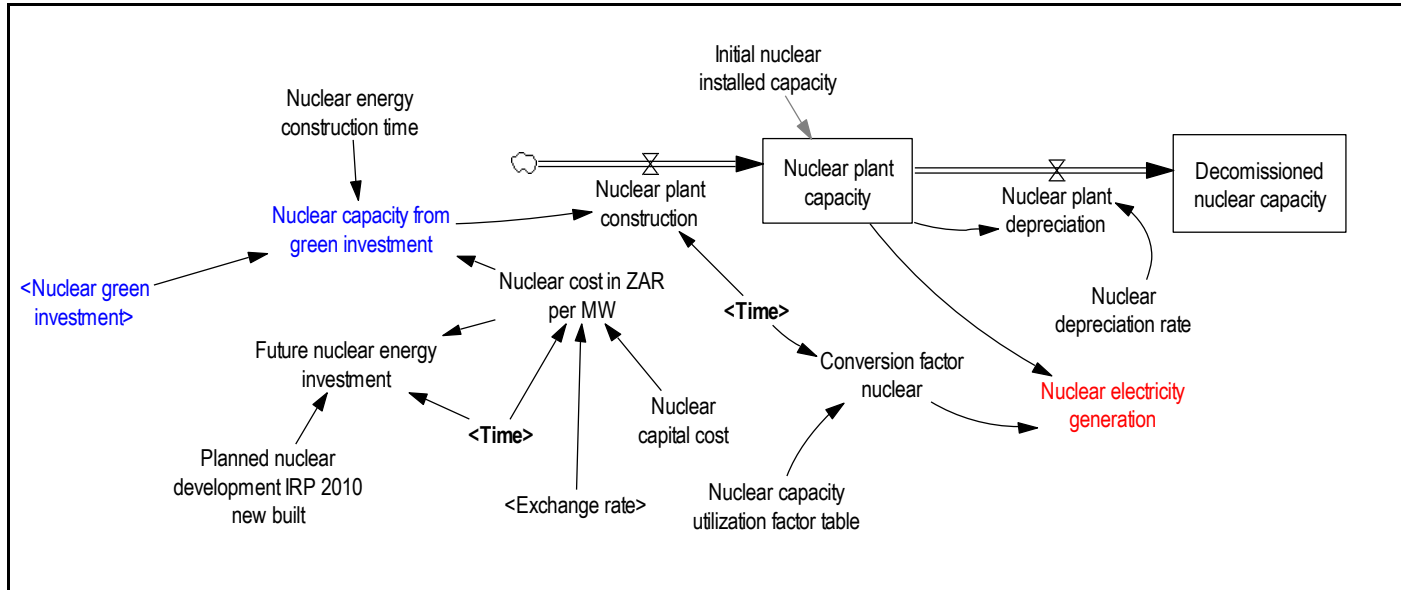 Initial nuclear
installed capacity
Nuclear energy
construction time
Nuclear plant
capacity
Decomissioned
nuclear capacity
Nuclear plant
construction
Nuclear plant
depreciation
Nuclear capacity from
green investment
<Nuclear green
investment>
Nuclear cost in ZAR
per MW
<Time>
Nuclear
depreciation rate
Future nuclear energy
investment
Conversion factor
nuclear
Nuclear electricity
generation
Nuclear
capital cost
<Time>
Planned nuclear
development IRP 2010
new built
<Exchange rate>
Nuclear capacity
utilization factor table